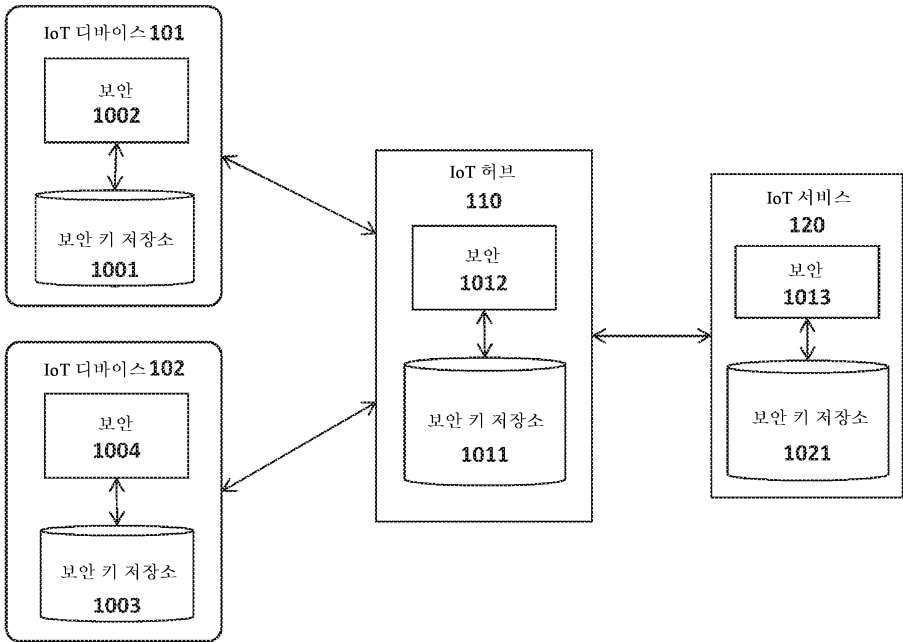 IoT 디바이스 101
보안
1002
보안 키 저장소
1001
IoT 디바이스 102
보안
1004
보안 키 저장소
1003
IoT 허브
110
보안
1012
보안 키 저장소
1011
IoT 서비스
120
보안
1013
보안 키 저장소
1021